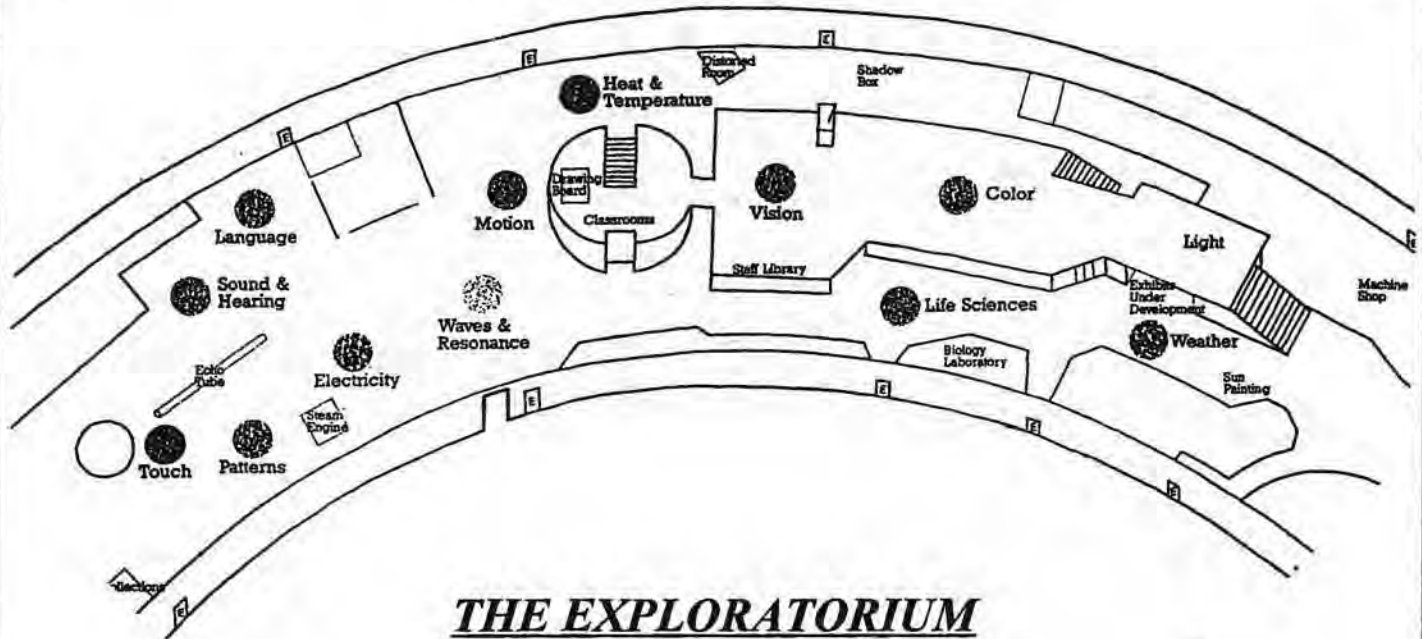 Distorted
Room
Shadow
Box
Heat &
Temperature
Drawing
Board
Classrooms
Motion
Vision
Color
Language
Light
Staff Library
Sound &
Hearing
Exhibits
Under
Development
Machine
Shop
Life Sciences
Waves &
Resonance
Weather
Echo
Tube
Electricity
Biology
Laboratory
Sun
Painting
Steam
Engine
Touch
Patterns
E
E
E
E
E
E
E
E
E
THE EXPLORATORIUM